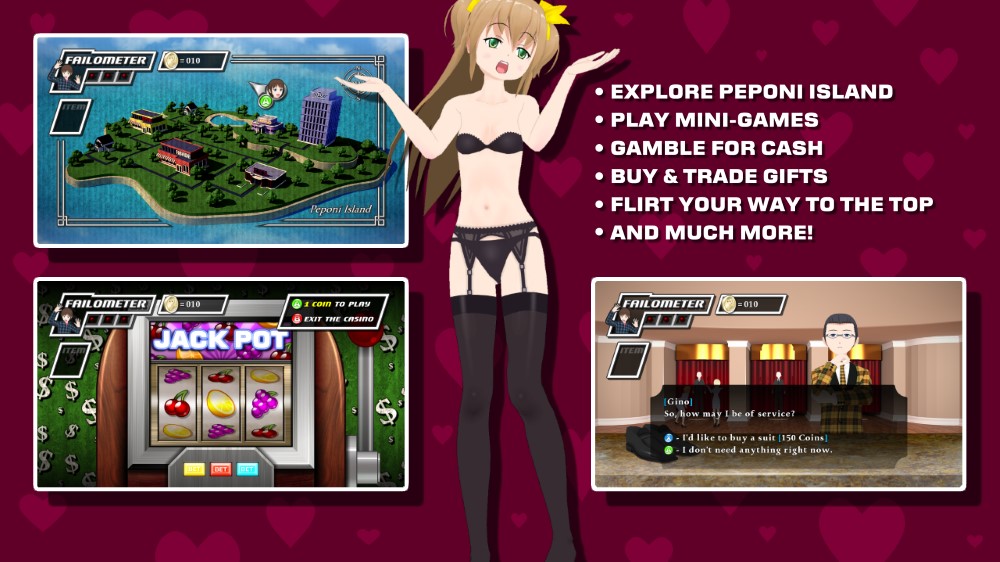 FAILOMETER
= 010
ITEM
Peponi Island
• EXPLORE PEPONI ISLAND
• PLAY MINI-GAMES
• GAMBLE FOR CASH
• BUY & TRADE GIFTS
• FLIRT YOUR WAY TO THE TOP
• AND MUCH MORE!
FAILOMETER
= 010
1 COIN TO PLAY
EXIT THE CASINO
ITEM
JACK POT
BET BET BET
FAILOMETER
= 010
ITEM
[Gino]
So, how may I be of service?
- I'd like to buy a suit [150 Coins]
- I don't need anything right now.